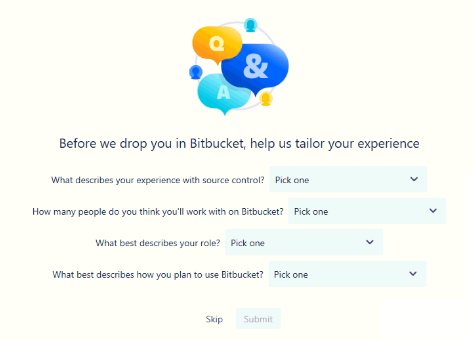 Q
&
A
Before we drop you in Bitbucket, help us tailor your experience
What describes your experience with source control? Pick one
How many people do you think you'll work with on Bitbucket? Pick one
What best describes your role? Pick one
What best describes how you plan to use Bitbucket? Pick one
Skip Submit